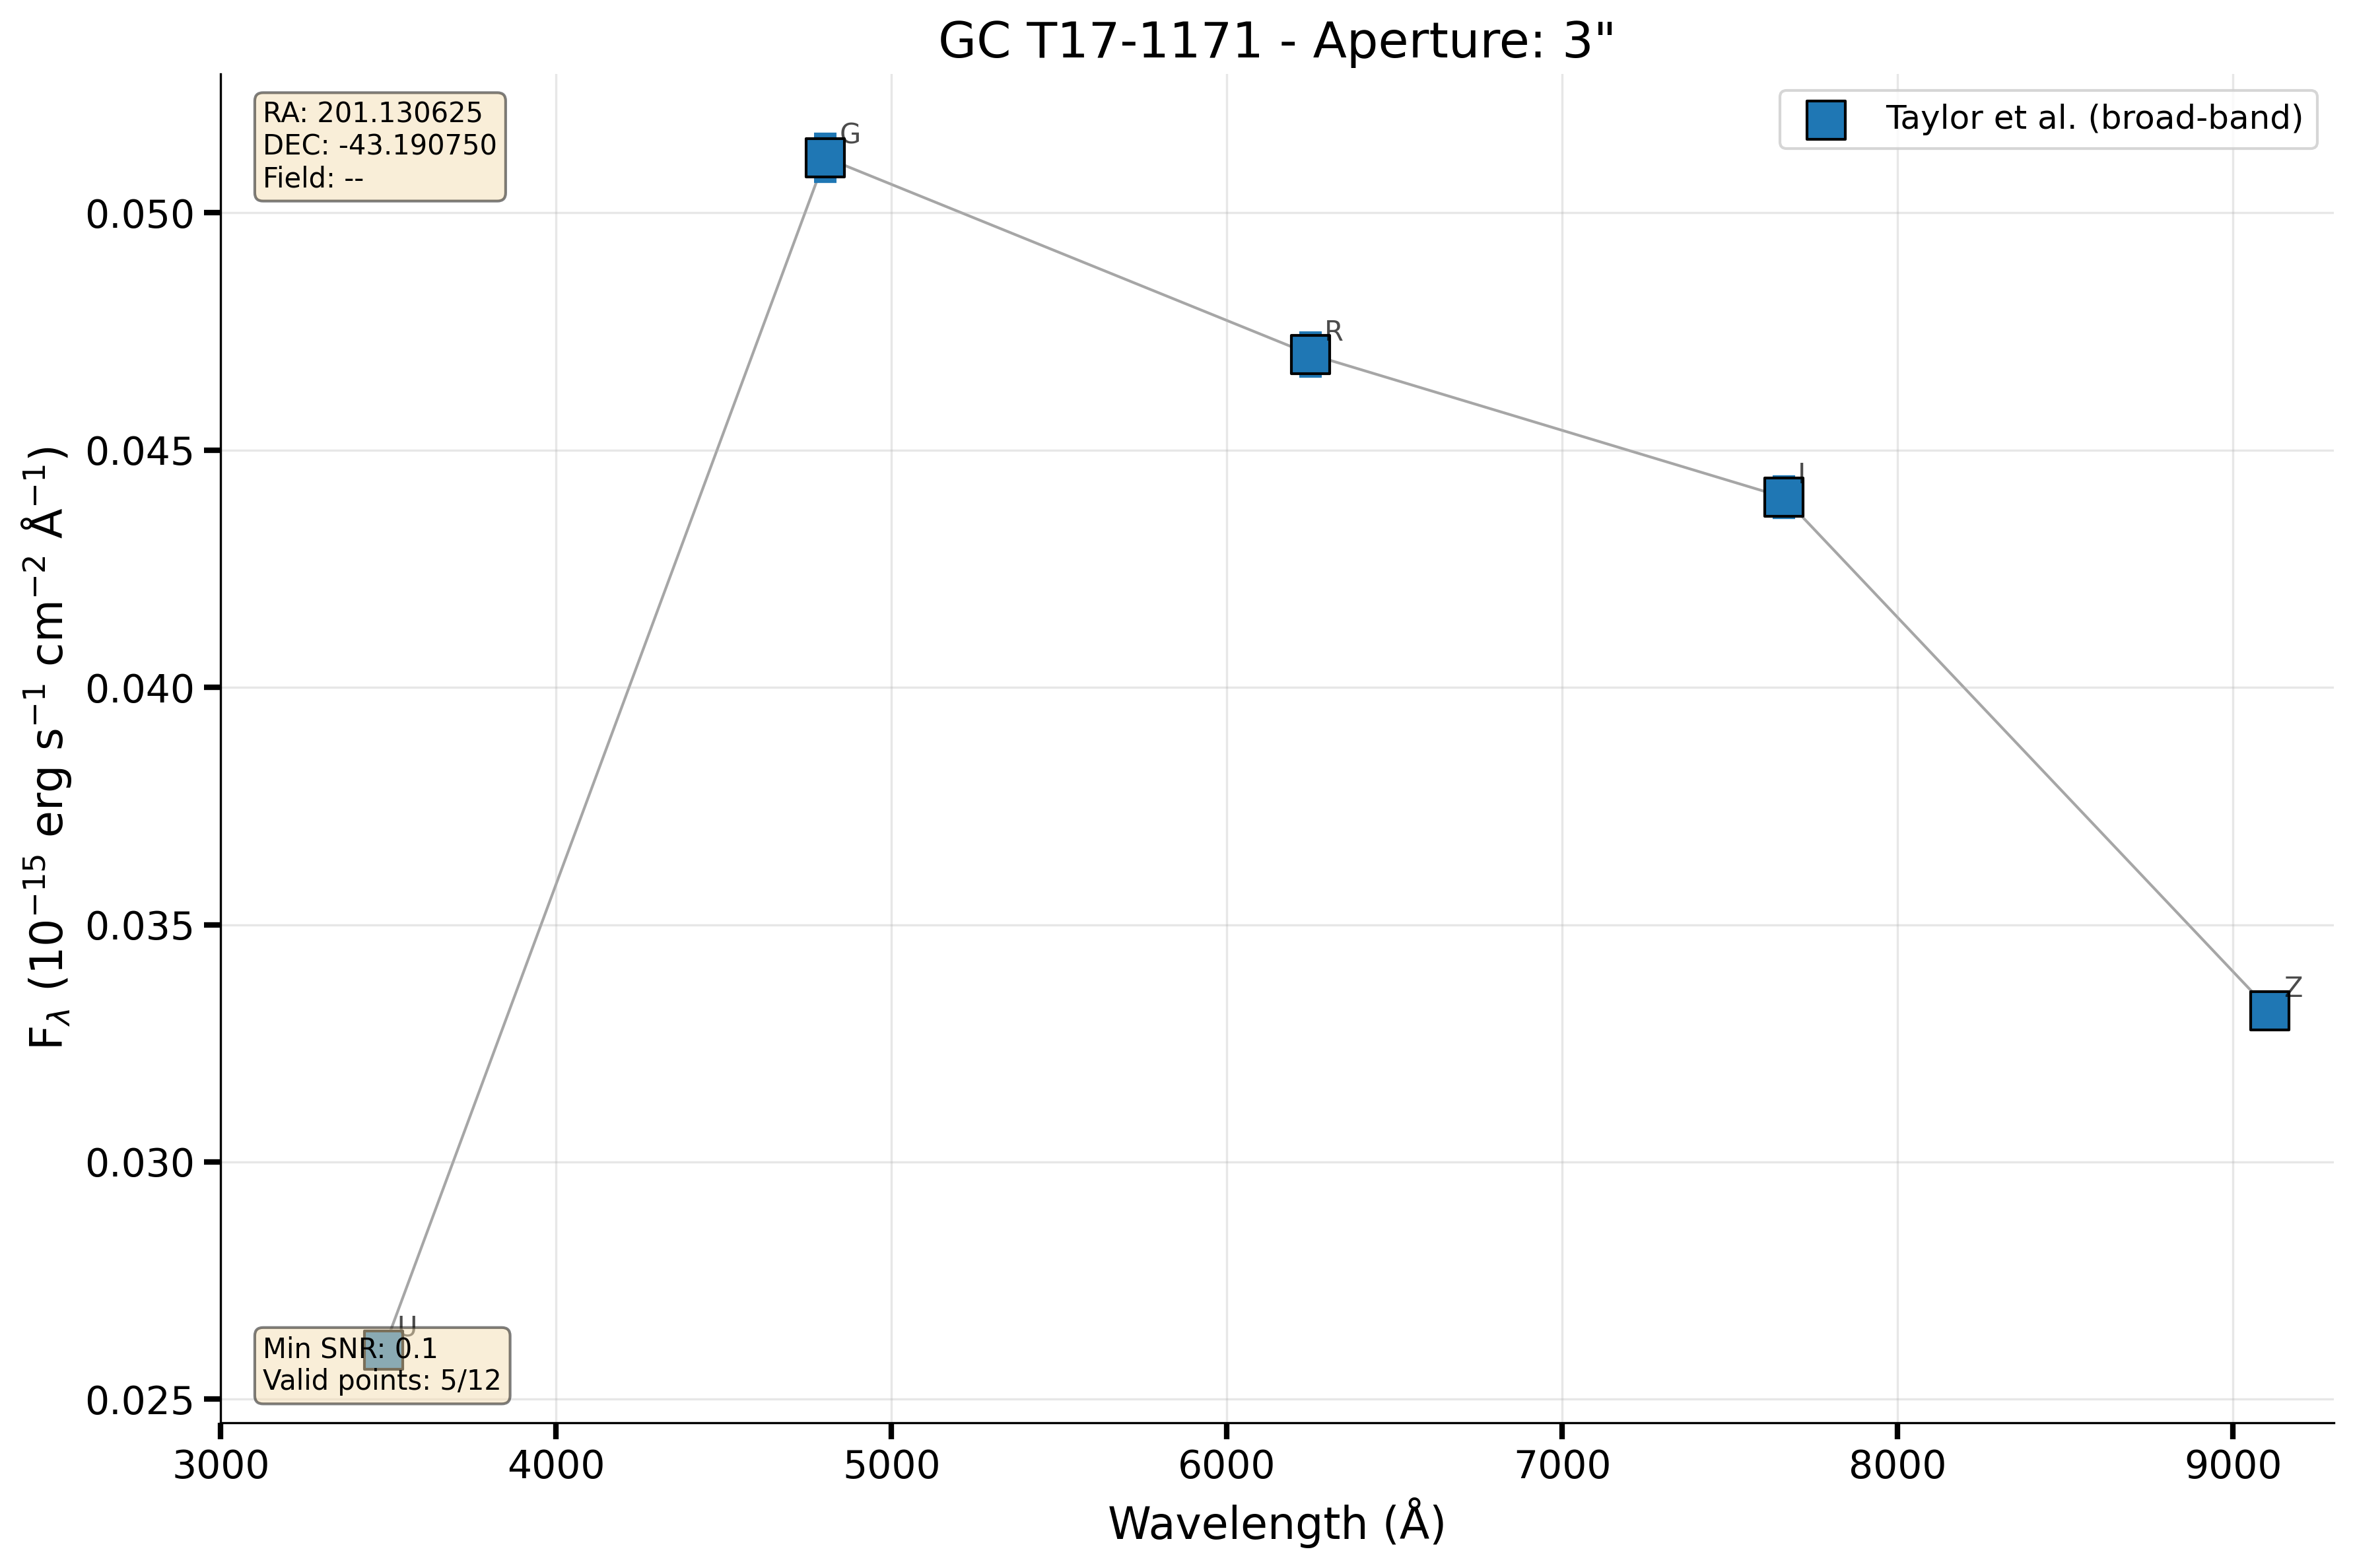 GC T17-1171 - Aperture: 3"
RA: 201.130625
DEC: -43.190750
Field: --
Taylor et al. (broad-band)
G
R
I
Z
U
Min SNR: 0.1
Valid points: 5/12
0.050
0.045
0.040
0.035
0.030
0.025
F_λ (10⁻¹⁵ erg s⁻¹ cm⁻² Å⁻¹)
3000 4000 5000 6000 7000 8000 9000
Wavelength (Å)